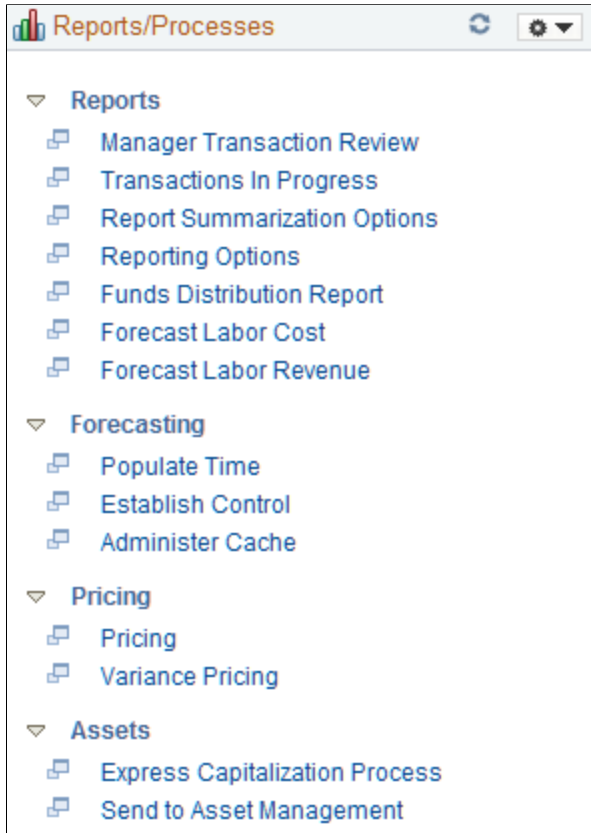 Reports/Processes
Reports
Manager Transaction Review
Transactions In Progress
Report Summarization Options
Reporting Options
Funds Distribution Report
Forecast Labor Cost
Forecast Labor Revenue
Forecasting
Populate Time
Establish Control
Administer Cache
Pricing
Pricing
Variance Pricing
Assets
Express Capitalization Process
Send to Asset Management